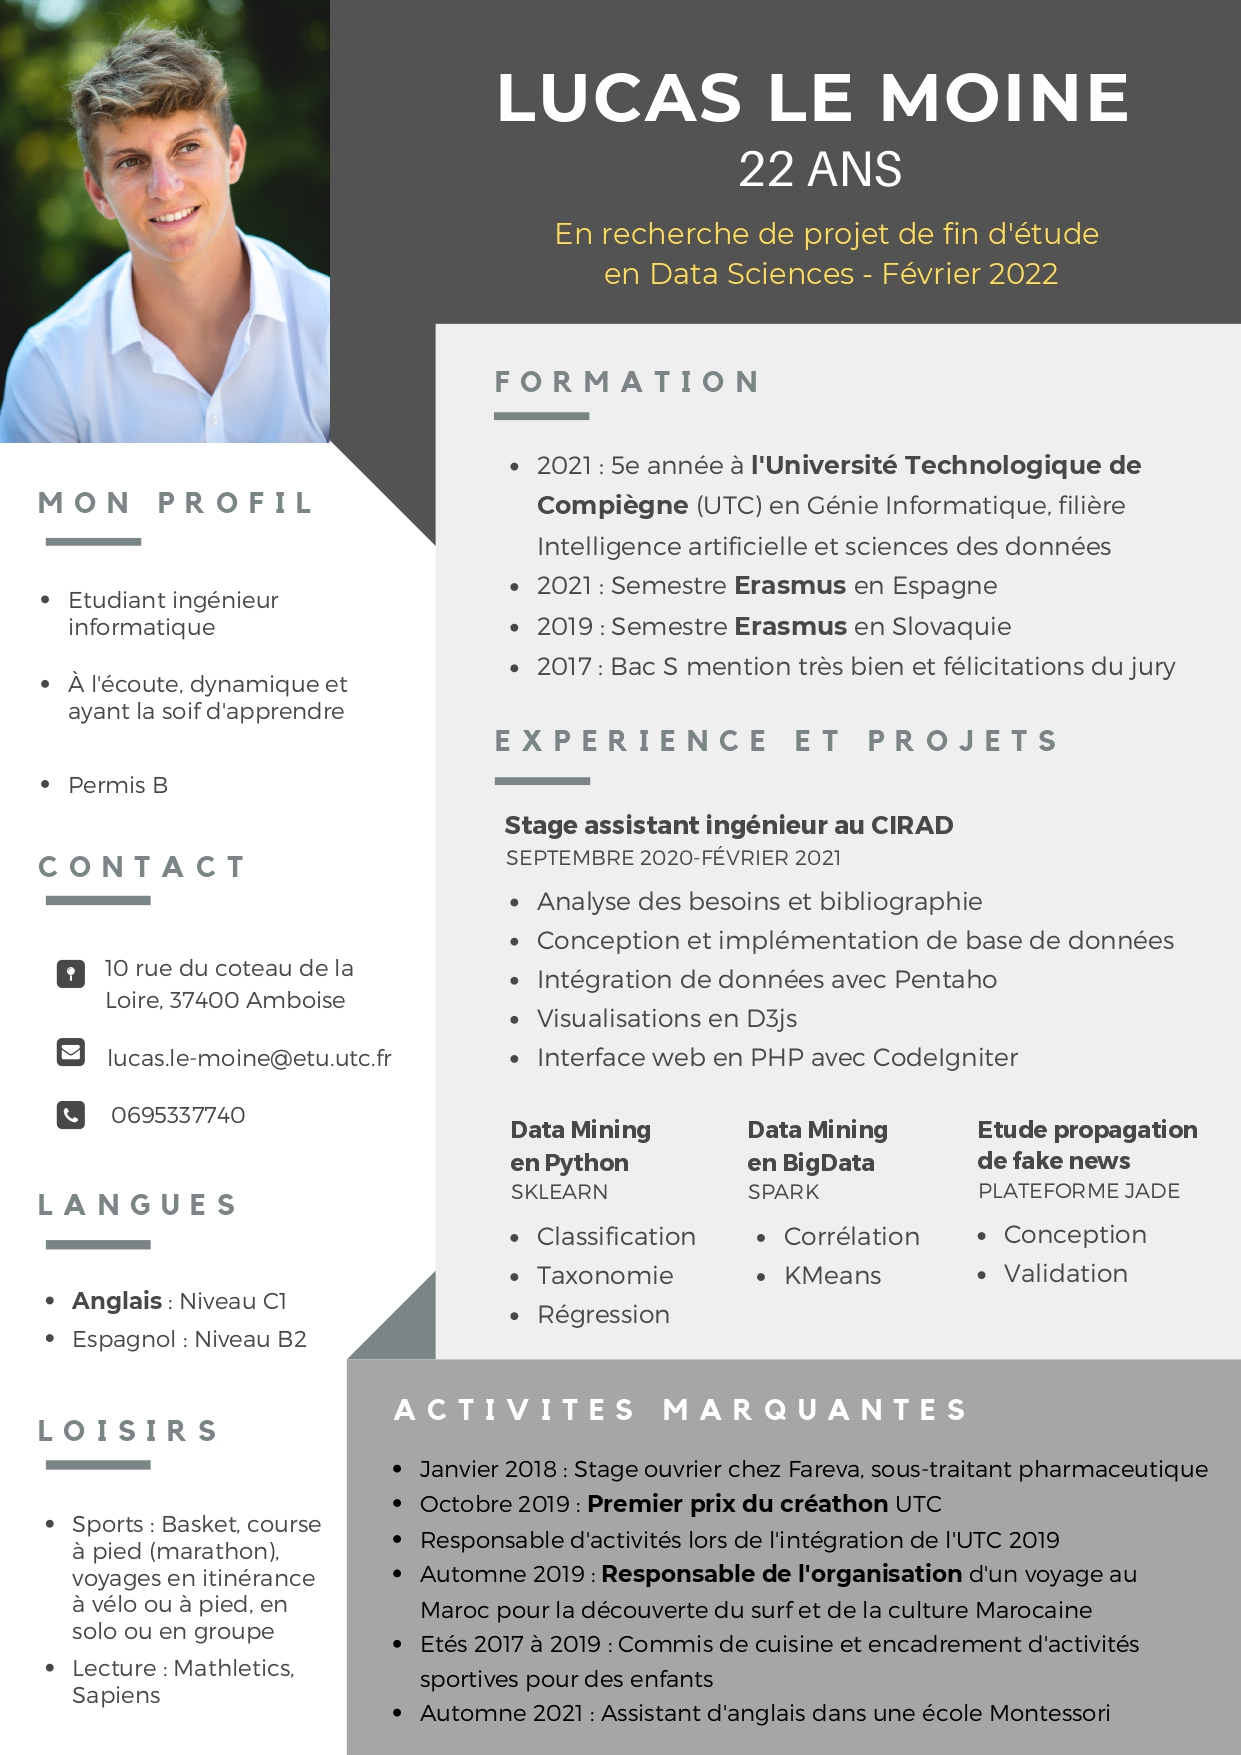 LUCAS LE MOINE
22 ANS
En recherche de projet de fin d'étude
en Data Sciences - Février 2022
MON PROFIL
Etudiant ingénieur
informatique
À l'écoute, dynamique et
ayant la soif d'apprendre
Permis B
CONTACT
10 rue du coteau de la
Loire, 37400 Amboise
lucas.le-moine@etu.utc.fr
0695337740
LANGUES
Anglais : Niveau C1
Espagnol : Niveau B2
LOISIRS
Sports : Basket, course
à pied (marathon),
voyages en itinérance
à vélo ou à pied, en
solo ou en groupe
Lecture : Mathletics,
Sapiens
FORMATION
2021 : 5e année à l'Université Technologique de
Compiègne (UTC) en Génie Informatique, filière
Intelligence artificielle et sciences des données
2021 : Semestre Erasmus en Espagne
2019 : Semestre Erasmus en Slovaquie
2017 : Bac S mention très bien et félicitations du jury
EXPERIENCE ET PROJETS
Stage assistant ingénieur au CIRAD
SEPTEMBRE 2020-FÉVRIER 2021
Analyse des besoins et bibliographie
Conception et implémentation de base de données
Intégration de données avec Pentaho
Visualisations en D3js
Interface web en PHP avec CodeIgniter
Data Mining
en Python
SKLEARN
Classification
Taxonomie
Régression
Data Mining
en BigData
SPARK
Corrélation
KMeans
Etude propagation
de fake news
PLATEFORME JADE
Conception
Validation
ACTIVITES MARQUANTES
Janvier 2018 : Stage ouvrier chez Fareva, sous-traitant pharmaceutique
Octobre 2019 : Premier prix du créathon UTC
Responsable d'activités lors de l'intégration de l'UTC 2019
Automne 2019 : Responsable de l'organisation d'un voyage au
Maroc pour la découverte du surf et de la culture Marocaine
Etés 2017 à 2019 : Commis de cuisine et encadrement d'activités
sportives pour des enfants
Automne 2021 : Assistant d'anglais dans une école Montessori